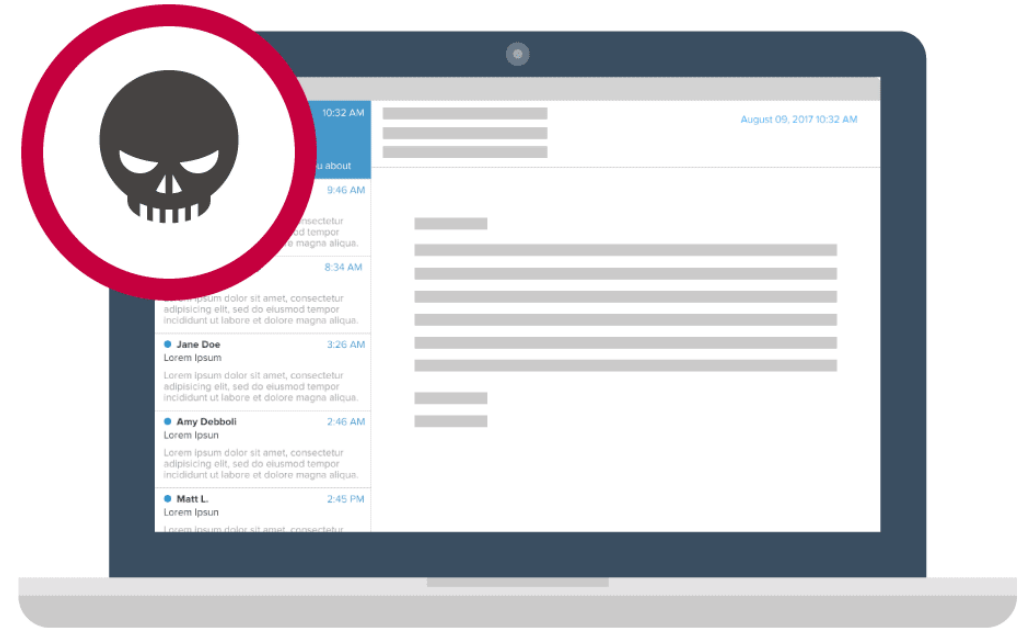 10:32 AM
about
9:46 AM
tempor
magna aliqua.
8:34 AM
Lorem ipsum dolor sit amet, consectetur
adipisicing elit, sed do eiusmod tempor
incididunt ut labore et dolore magna aliqua.
Jane Doe 3:26 AM
Lorem Ipsum
Lorem ipsum dolor sit amet, consectetur
adipisicing elit, sed do eiusmod tempor
incididunt ut labore et dolore magna aliqua.
Amy Debboli 2:46 AM
Lorem Ipsun
Lorem ipsum dolor sit amet, consectetur
adipisicing elit, sed do eiusmod tempor
incididunt ut labore et dolore magna aliqua.
Matt L. 2:45 PM
Lorem Ipsun
Lorem ipsum dolor sit amet, consectetur
August 09, 2017 10:32 AM